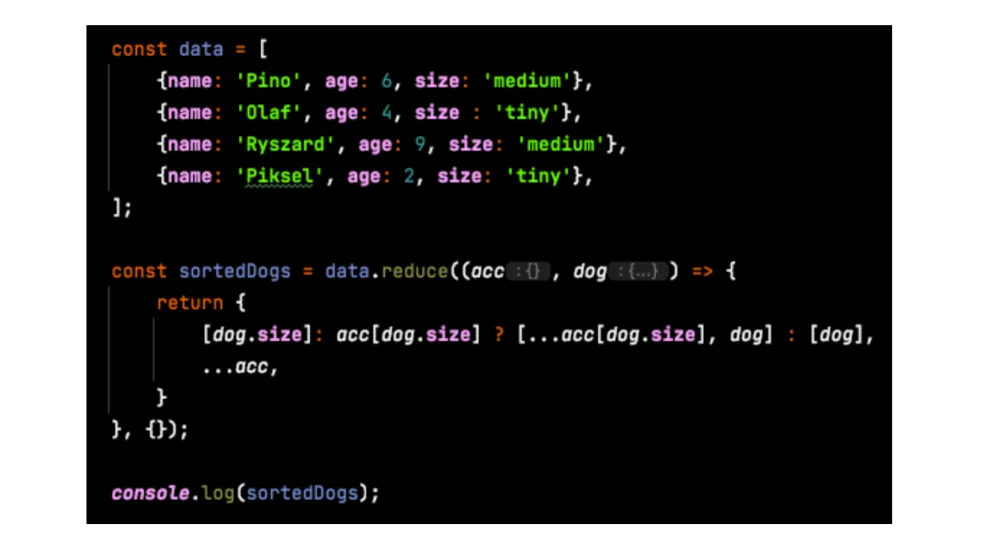 const data = [
{name: 'Pino', age: 6, size: 'medium'},
{name: 'Olaf', age: 4, size : 'tiny'},
{name: 'Ryszard', age: 9, size: 'medium'},
{name: 'Piksel', age: 2, size: 'tiny'},
];
const sortedDogs = data.reduce((acc : {} , dog : {...} ) => {
return {
[dog.size]: acc[dog.size] ? [...acc[dog.size], dog] : [dog],
...acc,
}
}, {});
console.log(sortedDogs);